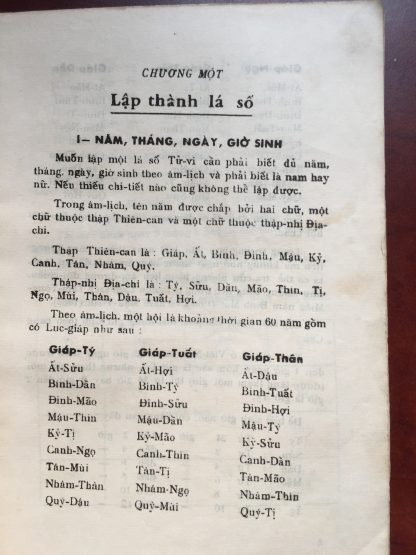 CHƯƠNG MỘT
Lập thành lá số
I— NĂM, THÁNG, NGÀY, GIỜ SINH
Muốn lập một lá số Tử-vi cần phải biết đủ năm,
tháng, ngày, giờ sinh theo âm-lịch và phải biết là nam hay
nữ. Nếu thiếu chi-tiết nào cũng không thể lập được.
Trong âm-lịch, tên năm được chấp bởi hai chữ, một
chữ thuộc thập Thiên-can và một chữ thuộc thập-nhị Địa-
chi.
Thập Thiên-can là : Giáp, Ất, Bính, Đinh, Mậu, Kỷ,
Canh, Tân, Nhâm, Quý.
Thập-nhị Địa-chi là : Tý, Sửu, Dần, Mão, Thìn, Tị,
Ngọ, Mùi, Thân, Dậu, Tuất, Hợi.
Theo âm-lịch, một hội là khoảng thời gian 60 năm gồm
có Lục-giáp như sau :
Giáp-Tý Giáp-Tuất Giáp-Thân
Ất-Sửu Ất-Hợi Ất-Dậu
Bính-Dần Bính-Tý Bính-Tuất
Đinh-Mão Đinh-Sửu Đinh-Hợi
Mậu-Thìn Mậu-Dần Mậu-Tý
Kỷ-Tị Kỷ-Mão Kỷ-Sửu
Canh-Ngọ Canh-Thìn Canh-Dần
Tân-Mùi Tân-Tị Tân-Mão
Nhâm-Thân Nhâm-Ngọ Nhâm-Thìn
Quý-Dậu Quý-Mùi Quý-Tị